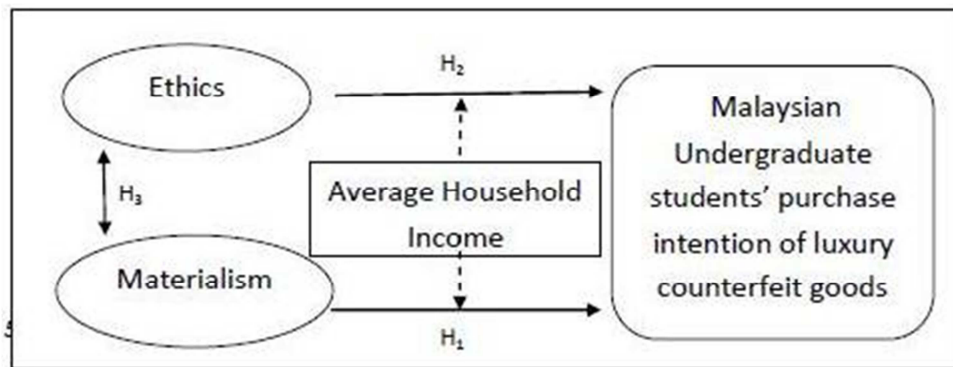 Ethics
H₂
Malaysian
Undergraduate
students’ purchase
intention of luxury
counterfeit goods
H₃
Average Household
Income
Materialism
H₁